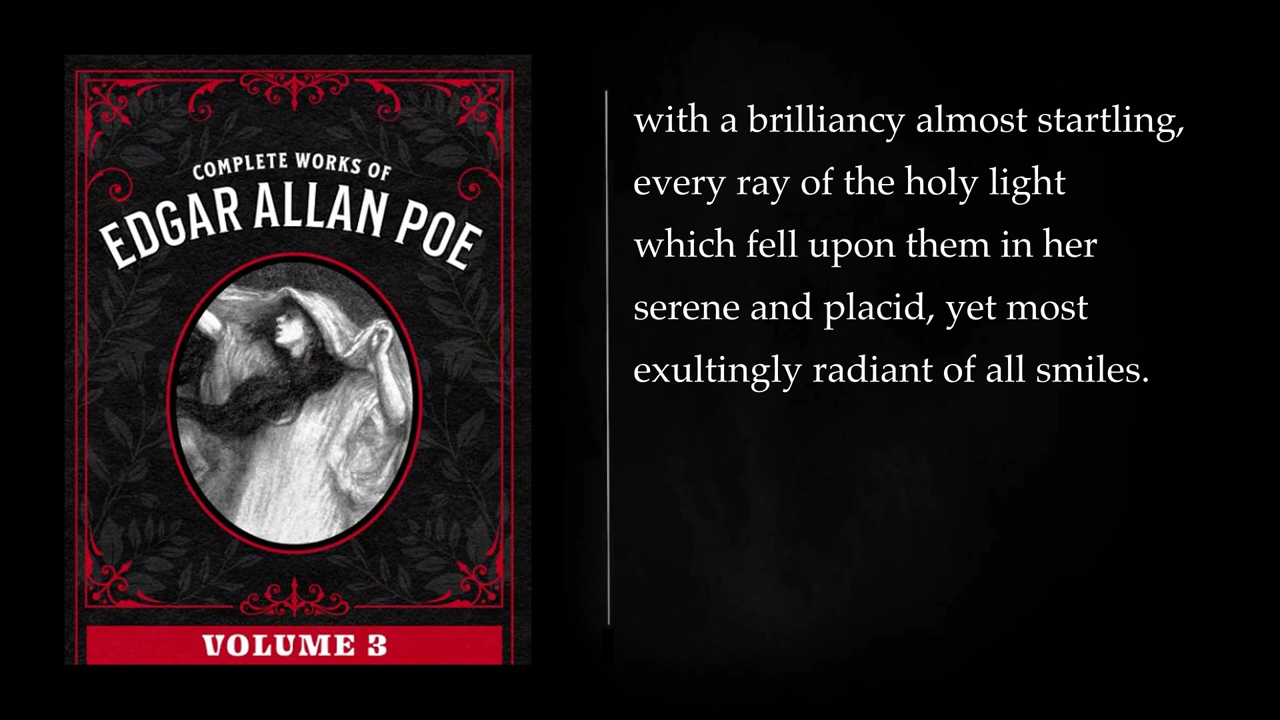 COMPLETE WORKS OF
EDGAR ALLAN POE
VOLUME 3
with a brilliancy almost startling,
every ray of the holy light
which fell upon them in her
serene and placid, yet most
exultingly radiant of all smiles.